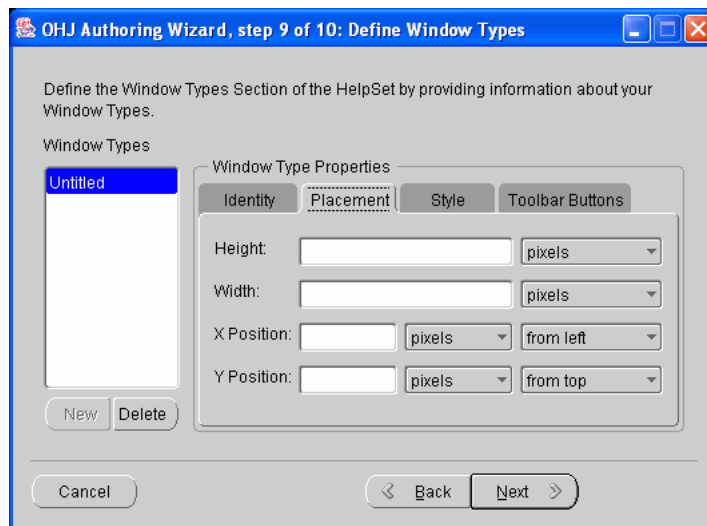 OHJ Authoring Wizard, step 9 of 10: Define Window Types
Define the Window Types Section of the HelpSet by providing information about your
Window Types.
Window Types
Untitled
New
Delete
Window Type Properties
Identity
Placement
Style
Toolbar Buttons
Height:
pixels
Width:
pixels
X Position:
pixels
from left
Y Position:
pixels
from top
Cancel
Back
Next